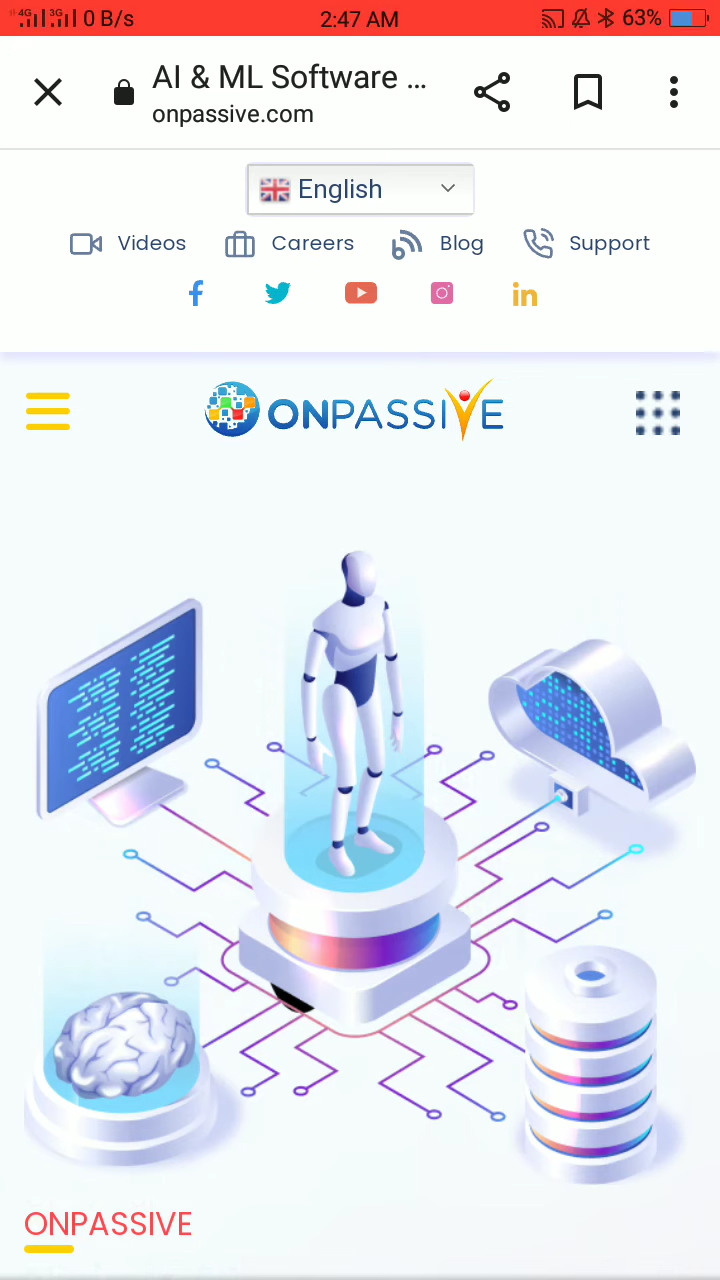 4G 3G 0 B/s 2:47 AM 63%
AI & ML Software ...
onpassive.com
English
Videos Careers Blog Support
ONPASSIVE
ONPASSIVE